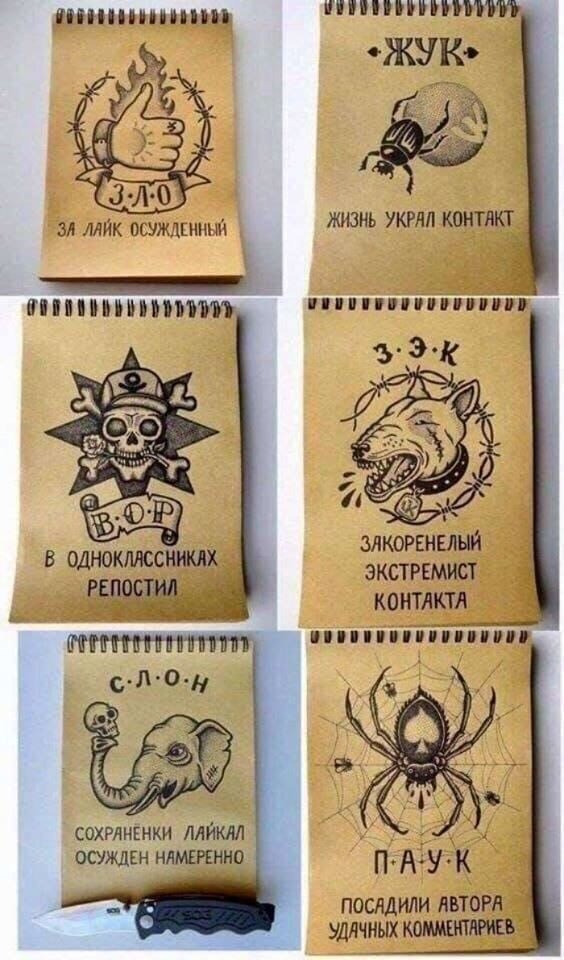 З·Л·О
ЗА ЛАЙК ОСУЖДЕННЫЙ
ЖУК
ЖИЗНЬ УКРАЛ КОНТАКТ
В·О·Р
В ОДНОКЛАССНИКАХ
РЕПОСТИЛ
З·Э·К
ЗАКОРЕНЕЛЫЙ
ЭКСТРЕМИСТ
КОНТАКТА
С·Л·О·Н
СОХРАНЁНКИ ЛАЙКАЛ
ОСУЖДЕН НАМЕРЕННО
SOG
SOG
П·А·У·К
ПОСАДИЛИ АВТОРА
УДАЧНЫХ КОММЕНТАРИЕВ